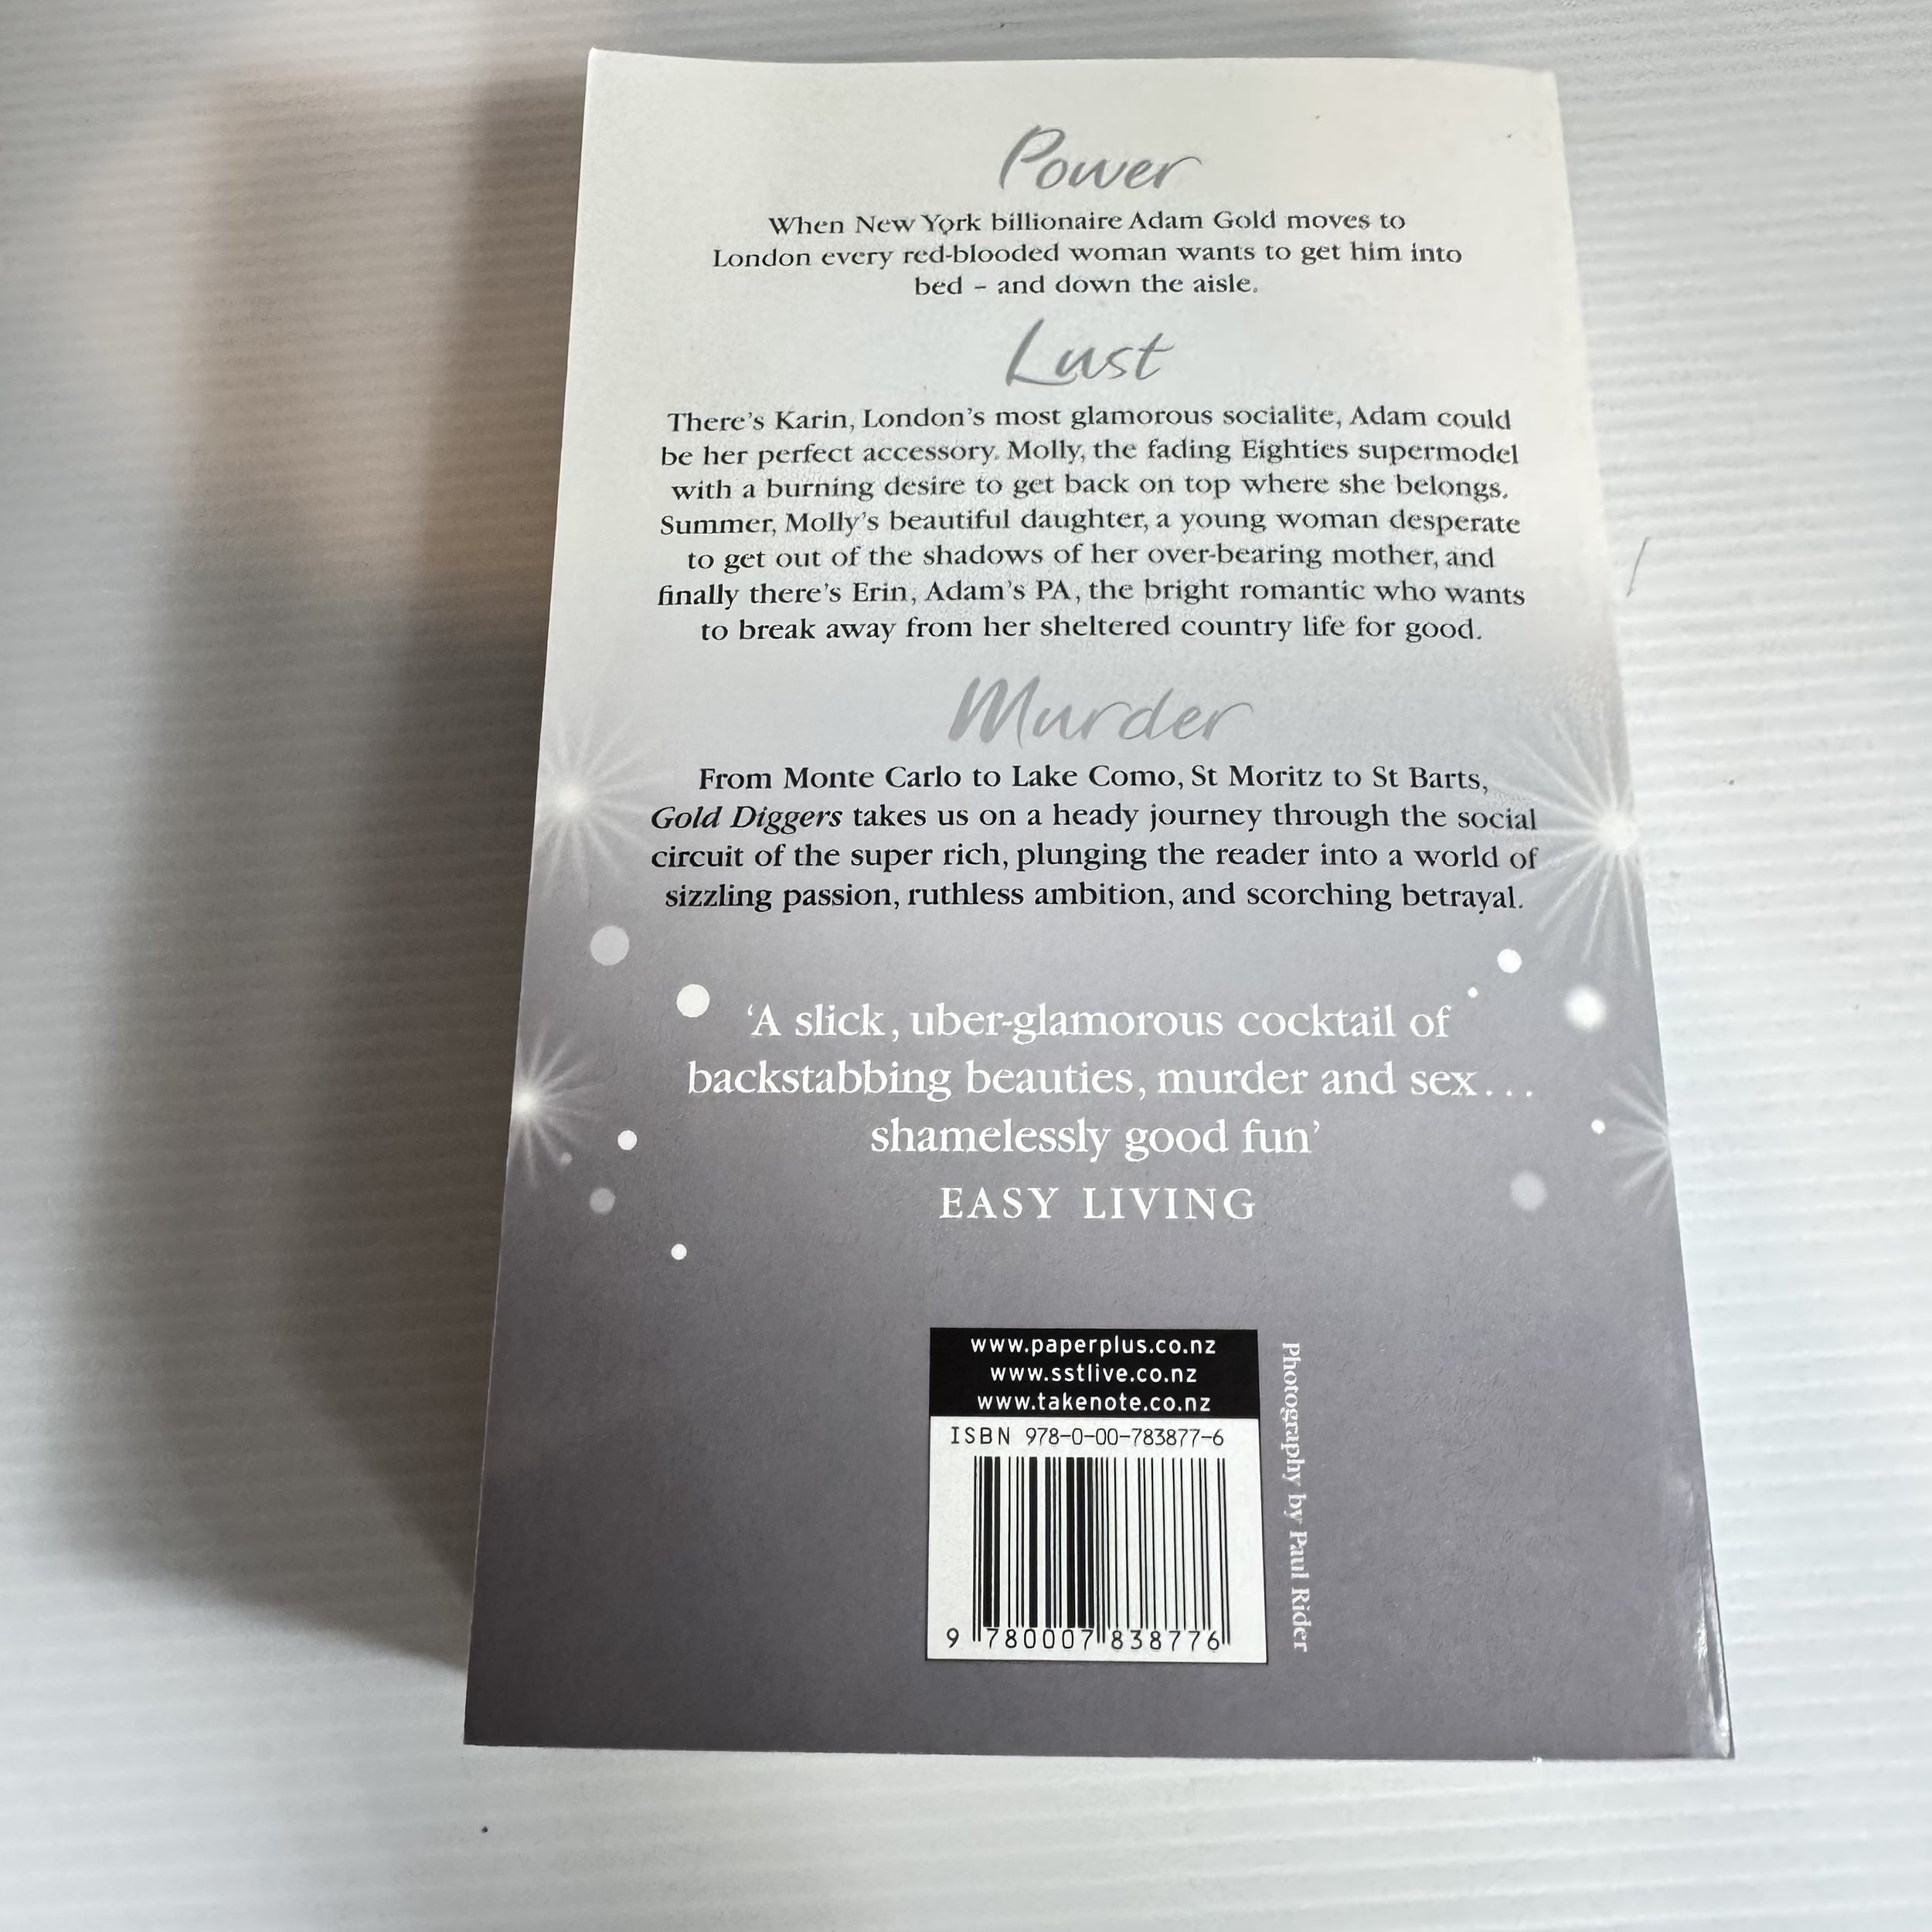 Power
When New York billionaire Adam Gold moves to
London every red-blooded woman wants to get him into
bed – and down the aisle.
Lust
There's Karin, London's most glamorous socialite, Adam could
be her perfect accessory. Molly, the fading Eighties supermodel
with a burning desire to get back on top where she belongs.
Summer, Molly's beautiful daughter, a young woman desperate
to get out of the shadows of her over-bearing mother, and
finally there's Erin, Adam's PA, the bright romantic who wants
to break away from her sheltered country life for good.
Murder
From Monte Carlo to Lake Como, St Moritz to St Barts,
Gold Diggers takes us on a heady journey through the social
circuit of the super rich, plunging the reader into a world of
sizzling passion, ruthless ambition, and scorching betrayal.
‘A slick, uber-glamorous cocktail of
backstabbing beauties, murder and sex...
shamelessly good fun’
EASY LIVING
www.paperplus.co.nz
www.sstlive.co.nz
www.takenote.co.nz
ISBN 978-0-00-783877-6
9 780007 838776
Photography by Paul Rider